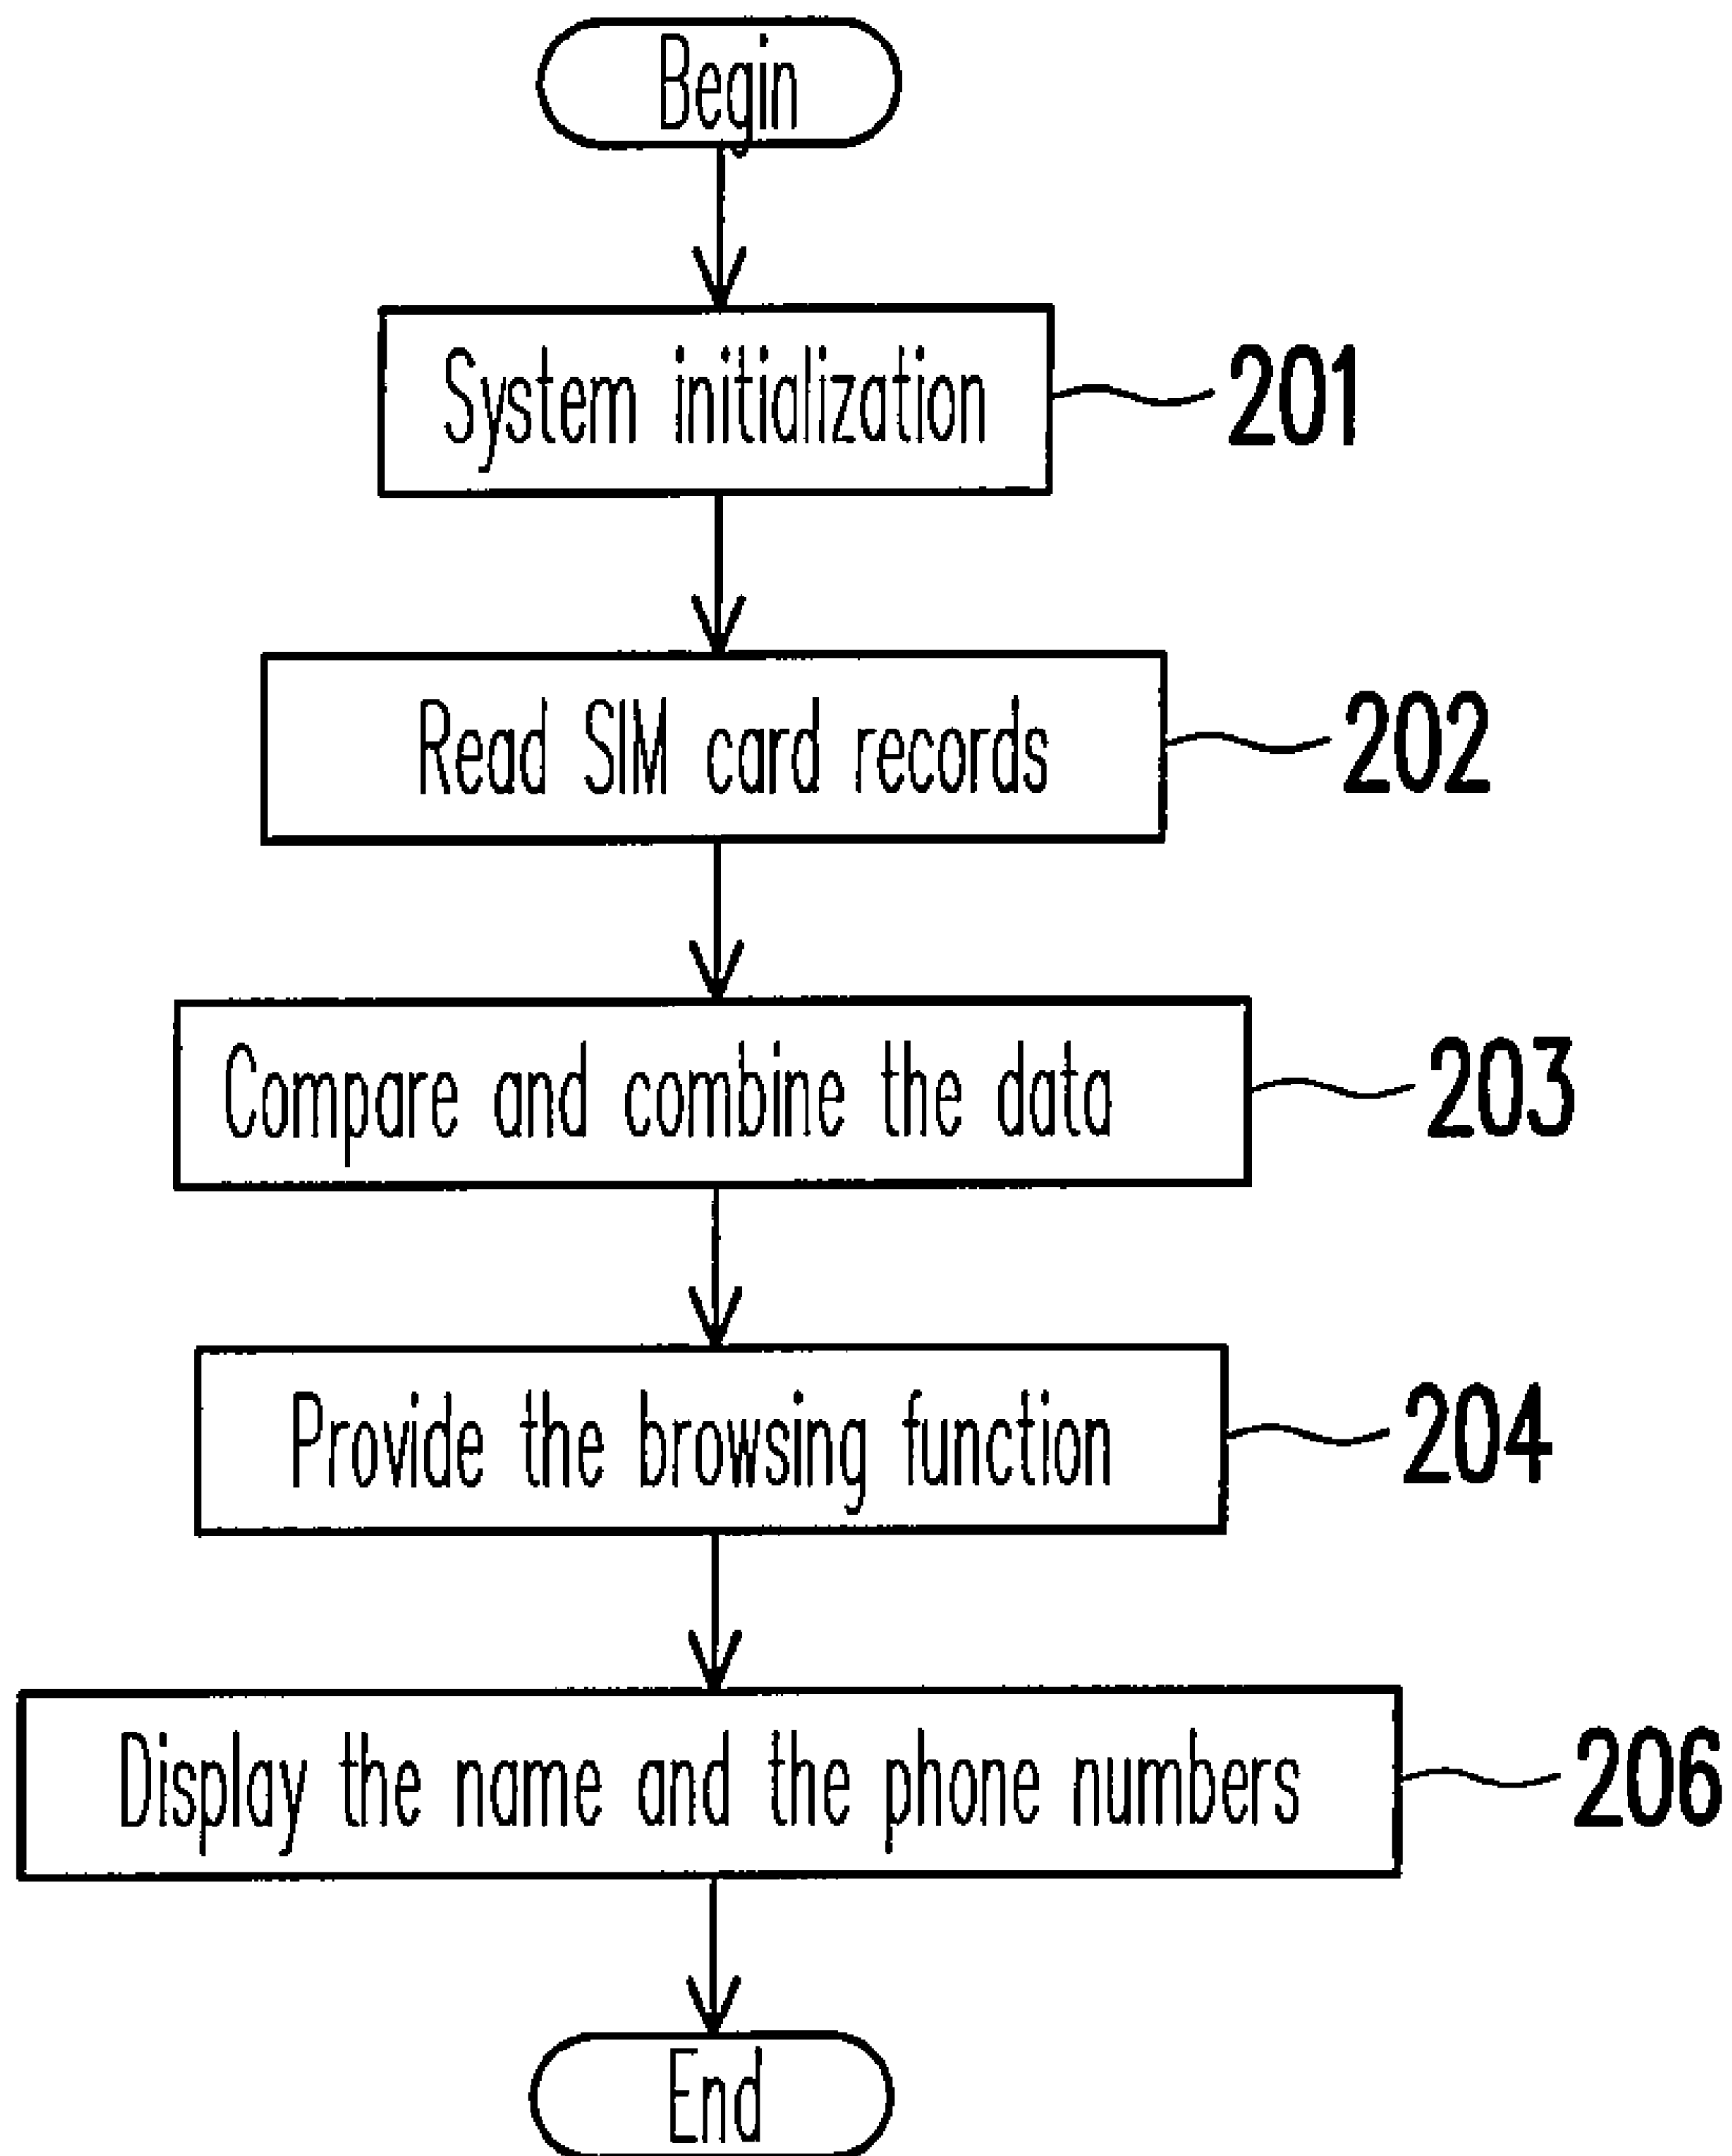 Begin
System initialization
201
Read SIM card records
202
Compare and combine the data
203
Provide the browsing function
204
Display the name and the phone numbers
206
End